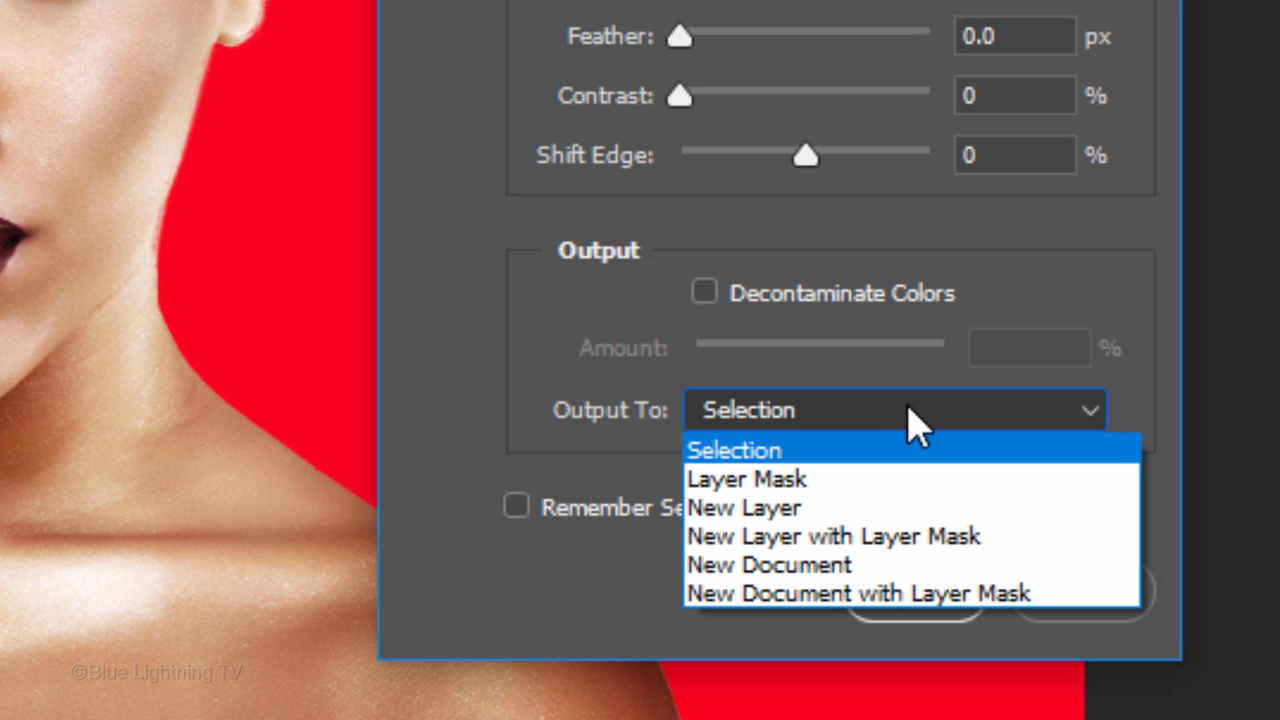 Feather: 0.0 px
Contrast: 0 %
Shift Edge: 0 %
Output
Decontaminate Colors
Amount: %
Output To: Selection
Selection
Layer Mask
New Layer
New Layer with Layer Mask
New Document
New Document with Layer Mask
Remember Se
©Blue Lightning TV